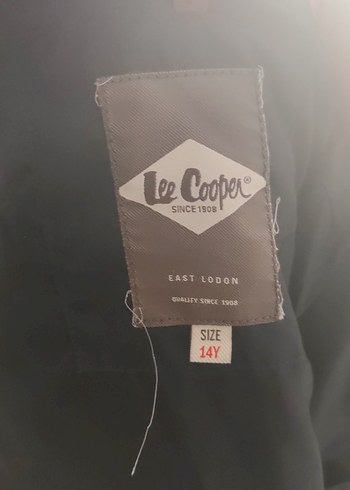 Lee Cooper®
SINCE 1908
EAST LODON
QUALITY SINCE 1908
SIZE
14Y